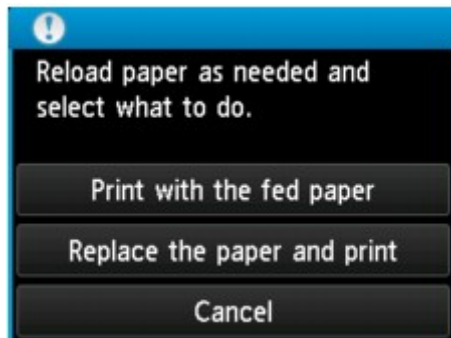 Reload paper as needed and
select what to do.
Print with the fed paper
Replace the paper and print
Cancel